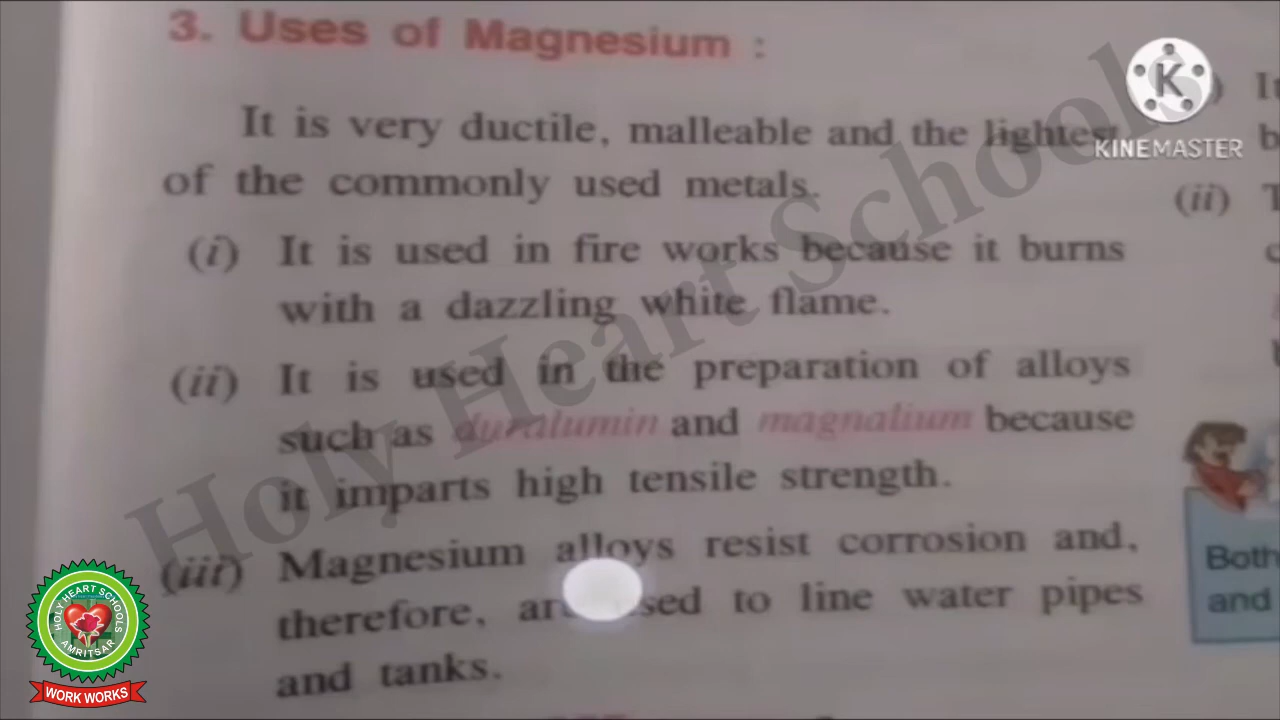 3. Uses of Magnesium :
It is very ductile, malleable and the lightest
of the commonly used metals.
(i) It is used in fire works because it burns
with a dazzling white flame.
(ii) It is used in the preparation of alloys
such as duralumin and magnalium because
it imparts high tensile strength.
(iii) Magnesium alloys resist corrosion and,
therefore, are used to line water pipes
and tanks.
(ii)
Both
and
Holy Heart Schools
KINEMASTER
HOLY HEART SCHOOLS
AMRITSAR
WORK WORKS